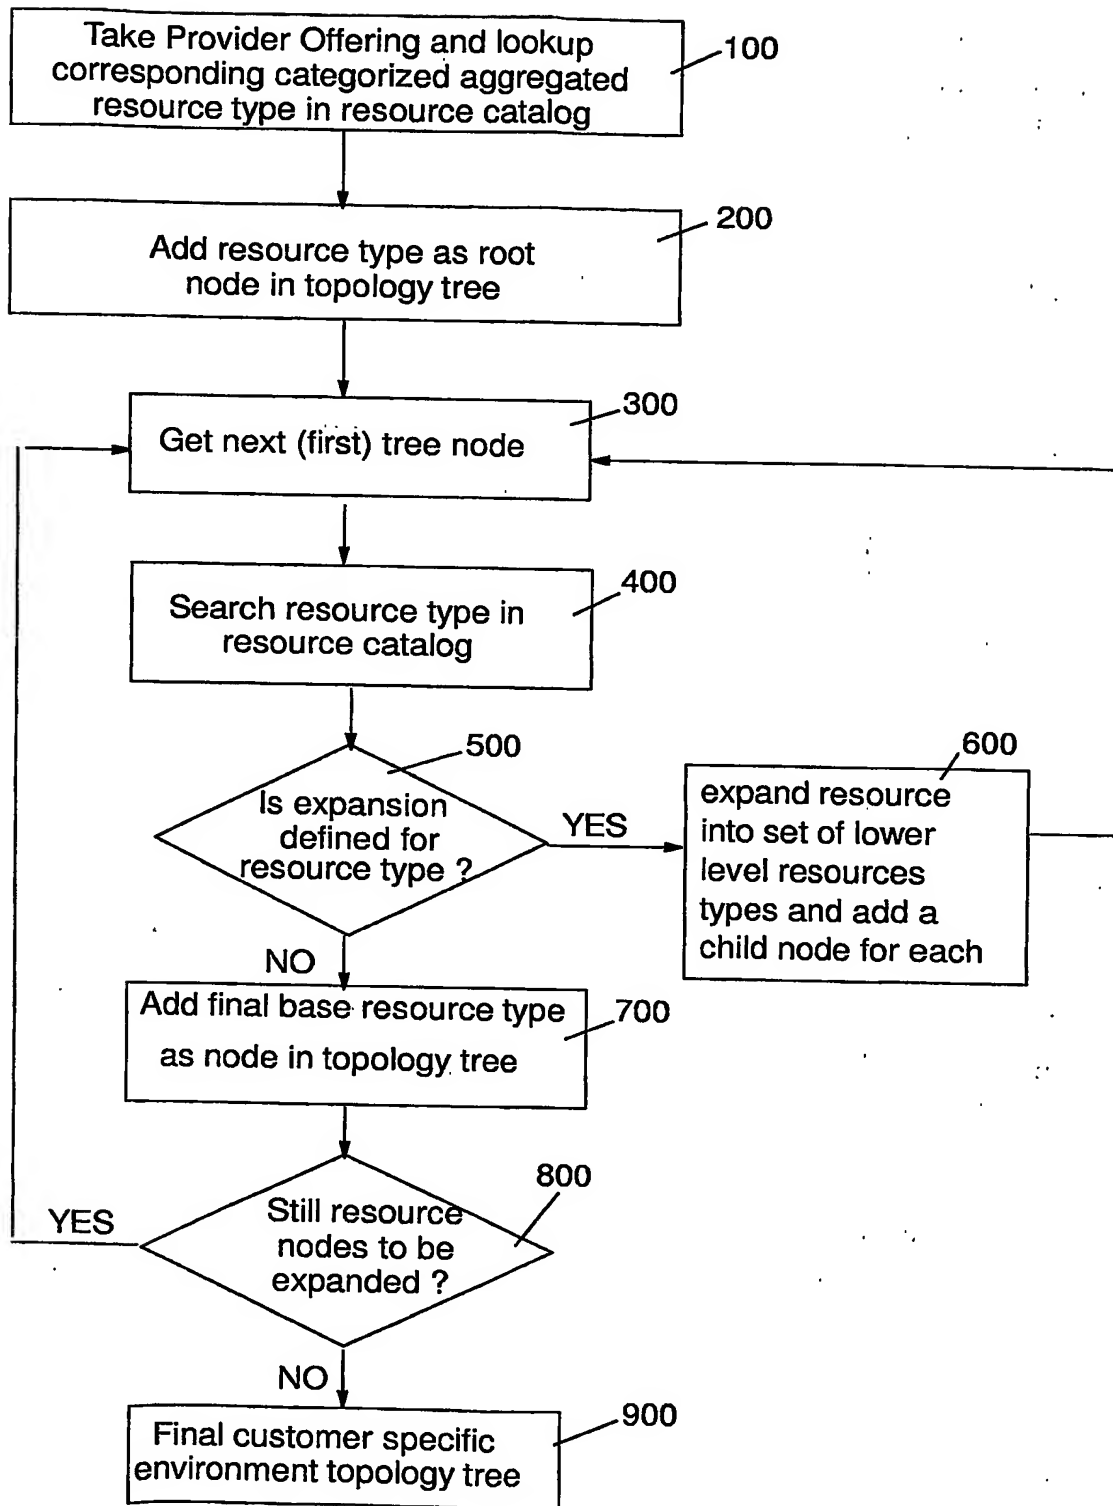 Take Provider Offering and lookup
corresponding categorized aggregated
resource type in resource catalog
100
Add resource type as root
node in topology tree
200
Get next (first) tree node
300
Search resource type in
resource catalog
400
Is expansion
defined for
resource type ?
500
YES
expand resource
into set of lower
level resources
types and add a
child node for each
600
NO
Add final base resource type
as node in topology tree
700
Still resource
nodes to be
expanded ?
800
YES
NO
Final customer specific
environment topology tree
900